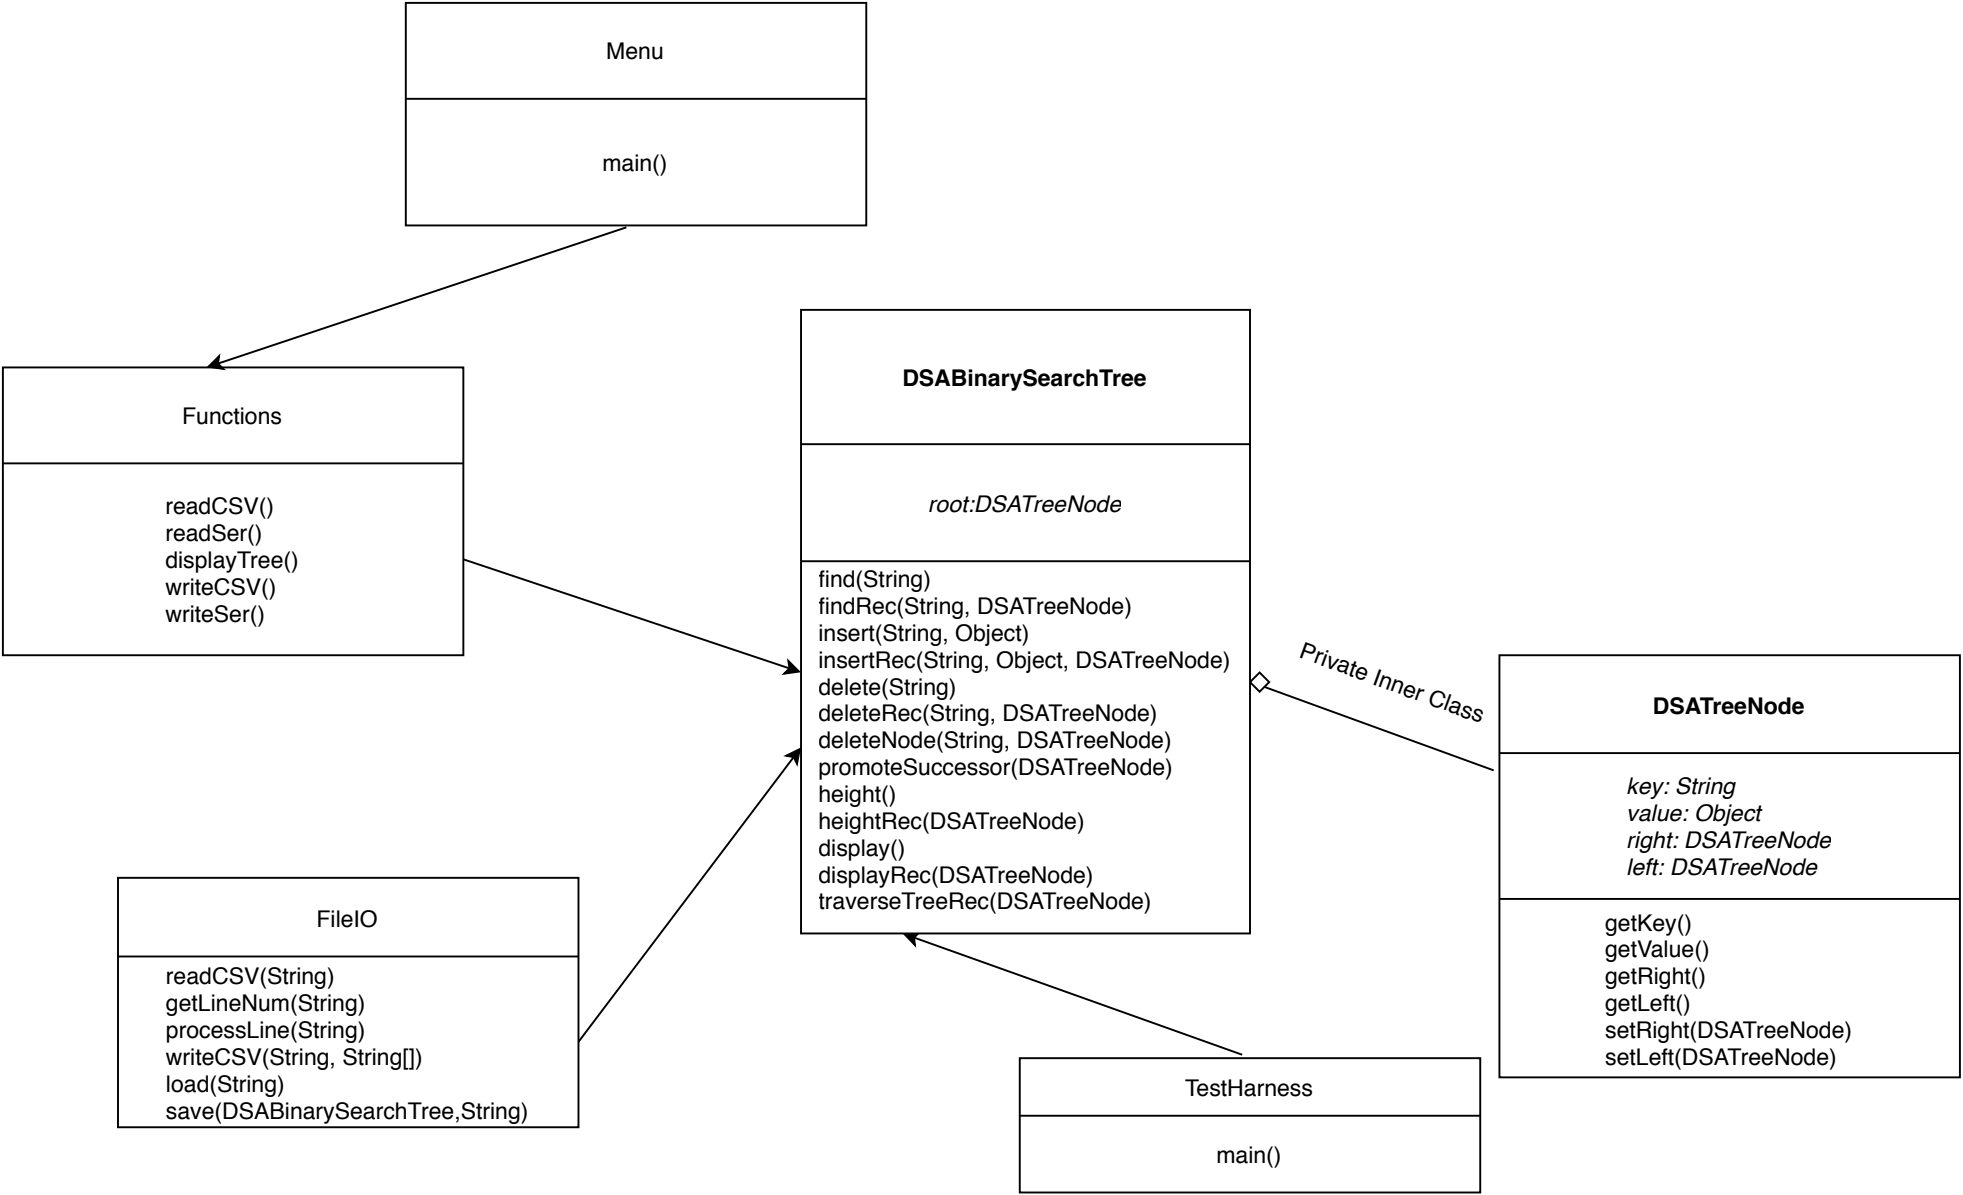 Menu
main()
Functions
readCSV()
readSer()
displayTree()
writeCSV()
writeSer()
DSABinarySearchTree
root:DSATreeNode
find(String)
findRec(String, DSATreeNode)
insert(String, Object)
insertRec(String, Object, DSATreeNode)
delete(String)
deleteRec(String, DSATreeNode)
deleteNode(String, DSATreeNode)
promoteSuccessor(DSATreeNode)
height()
heightRec(DSATreeNode)
display()
displayRec(DSATreeNode)
traverseTreeRec(DSATreeNode)
Private Inner Class
DSATreeNode
key: String
value: Object
right: DSATreeNode
left: DSATreeNode
getKey()
getValue()
getRight()
getLeft()
setRight(DSATreeNode)
setLeft(DSATreeNode)
FileIO
readCSV(String)
getLineNum(String)
processLine(String)
writeCSV(String, String[])
load(String)
save(DSABinarySearchTree,String)
TestHarness
main()